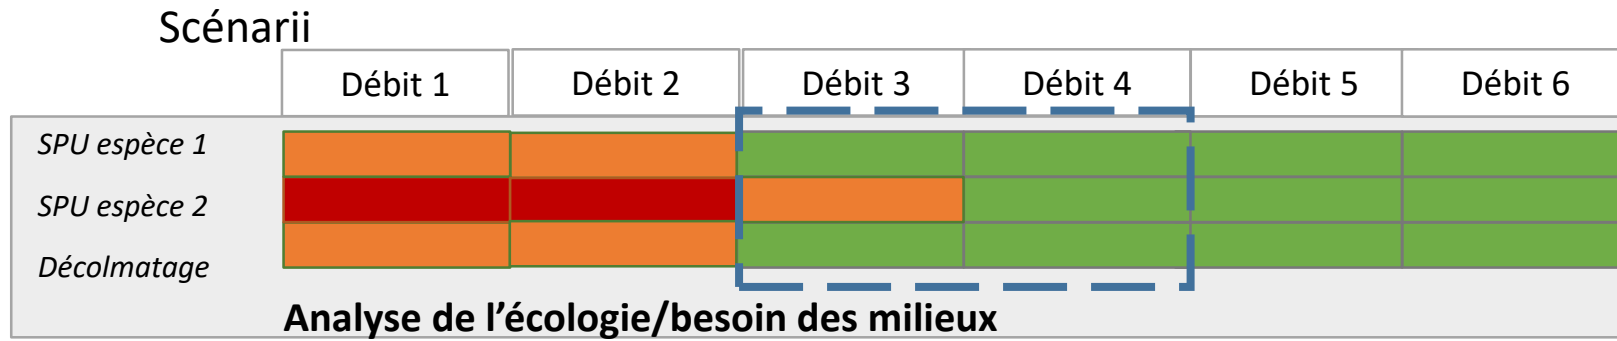 Scénarii
Débit 1 Débit 2 Débit 3 Débit 4 Débit 5 Débit 6
SPU espèce 1
SPU espèce 2
Décolmatage
Analyse de l’écologie/besoin des milieux